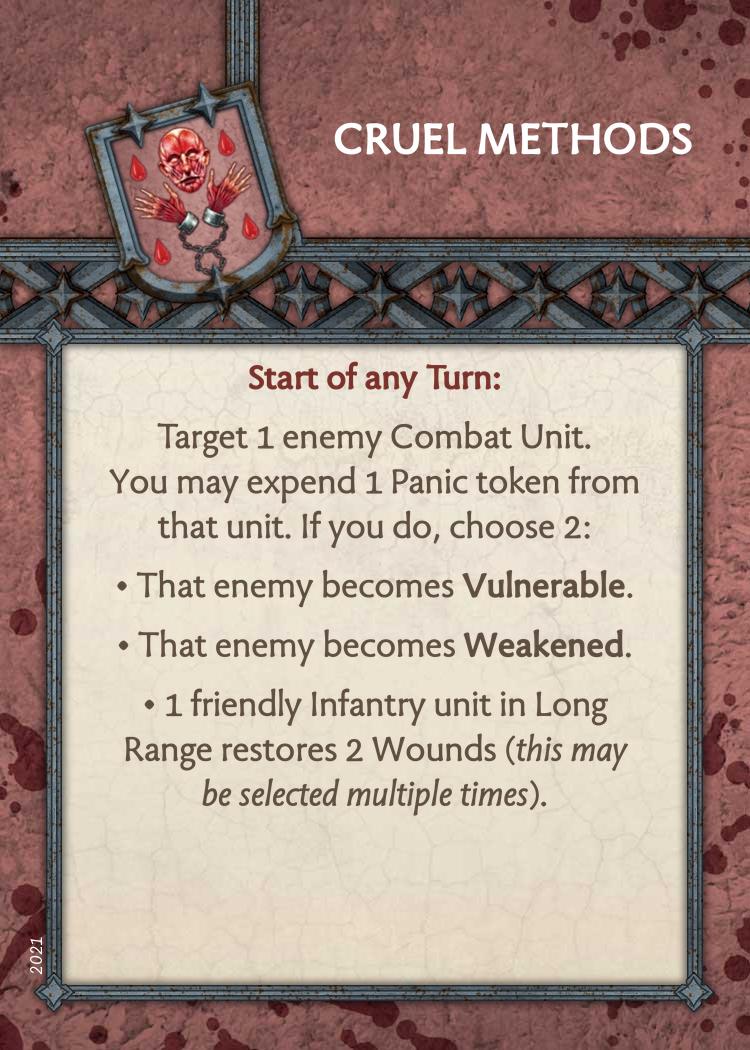 CRUEL METHODS
Start of any Turn:
Target 1 enemy Combat Unit.
You may expend 1 Panic token from
that unit. If you do, choose 2:
• That enemy becomes Vulnerable.
• That enemy becomes Weakened.
• 1 friendly Infantry unit in Long
Range restores 2 Wounds (this may
be selected multiple times).
2021